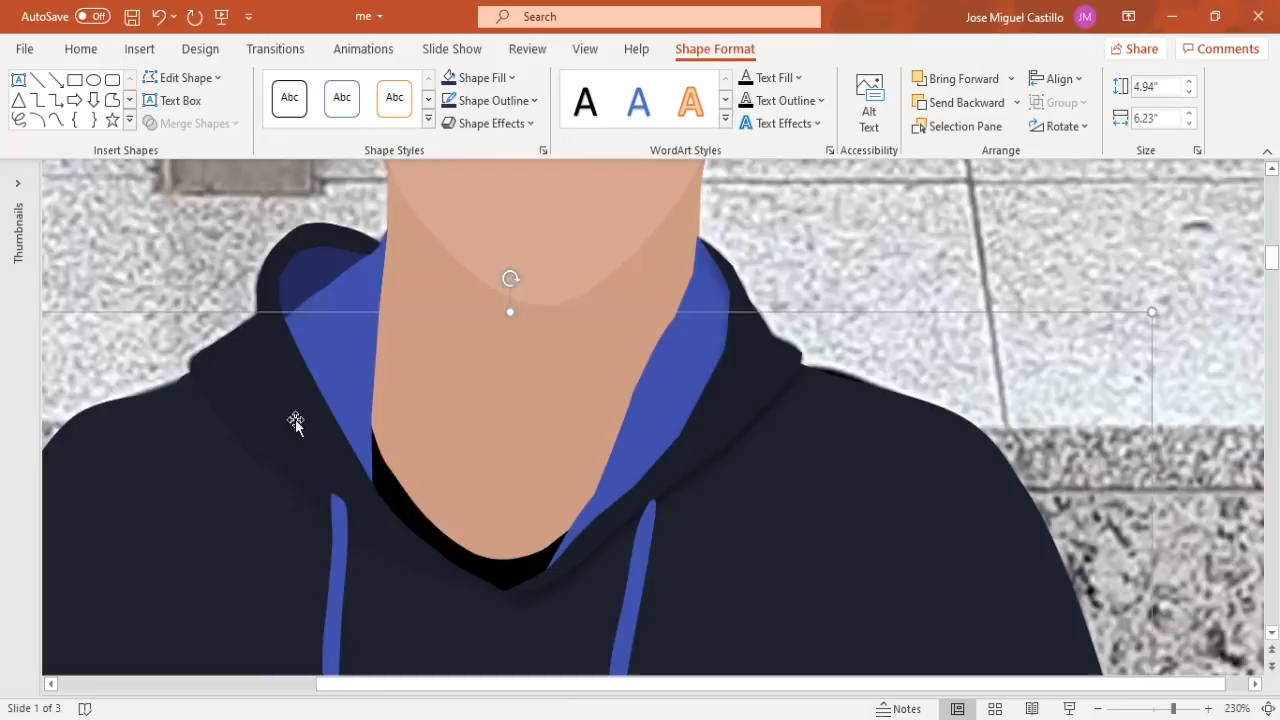 AutoSave Off me Search Jose Miguel Castillo JM
File Home Insert Design Transitions Animations Slide Show Review View Help Shape Format Share Comments
Edit Shape Abc Abc Abc Shape Fill A A A Text Fill Bring Forward Align 4.94"
Text Box Shape Outline Text Outline Alt Text Send Backward Group
Merge Shapes Shape Effects Text Effects Selection Pane Rotate 6.23"
Insert Shapes Shape Styles WordArt Styles Accessibility Arrange Size
Thumbnails
Slide 1 of 3 Notes 230%